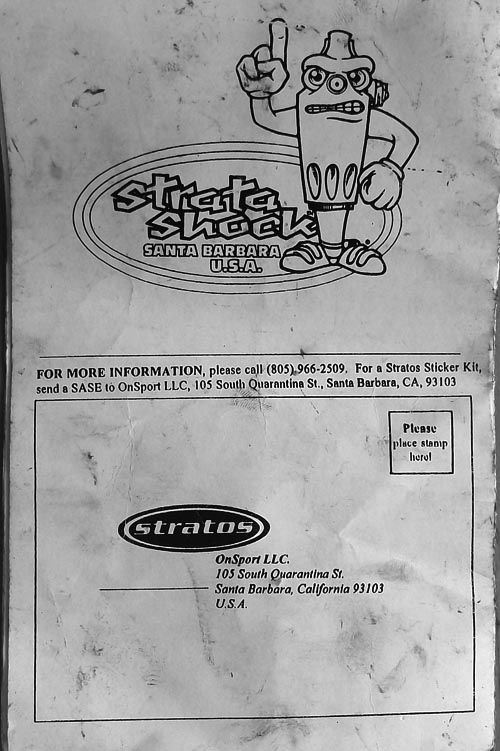 strata
shock
SANTA BARBARA
U.S.A.
FOR MORE INFORMATION, please call (805) 966-2509. For a Stratos Sticker Kit,
send a SASE to OnSport LLC, 105 South Quarantina St., Santa Barbara, CA, 93103
Please
place stamp
here!
stratos
OnSport LLC.
105 South Quarantina St.
Santa Barbara, California 93103
U.S.A.